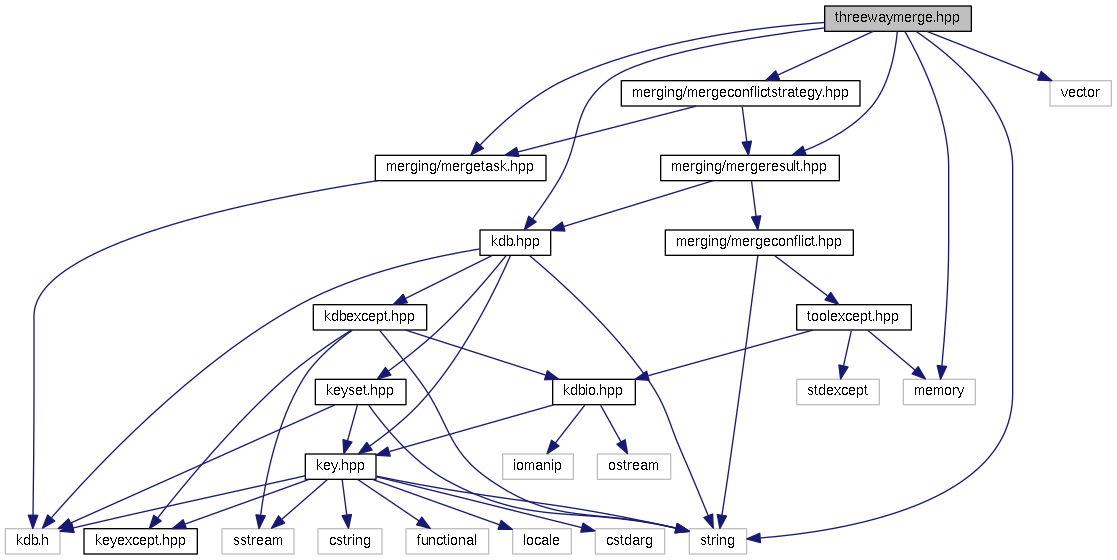 threewaymerge.hpp
merging/mergeconflictstrategy.hpp
vector
merging/mergetask.hpp
merging/mergeresult.hpp
kdb.hpp
merging/mergeconflict.hpp
kdbexcept.hpp
toolexcept.hpp
keyset.hpp
kdbio.hpp
stdexcept
memory
key.hpp
iomanip
ostream
kdb.h
keyexcept.hpp
sstream
cstring
functional
locale
cstdarg
string